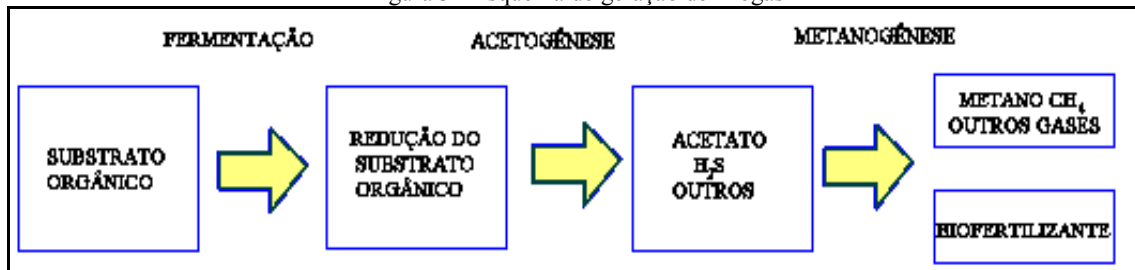 FERMENTAÇÃO
ACETOGÊNESE
METANOGÊNESE
SUBSTRATO
ORGÂNICO
REDUÇÃO DO
SUBSTRATO
ORGÂNICO
ACETATO
H₂S
OUTROS
METANO CH₄
OUTROS GASES
BIOFERTILIZANTE